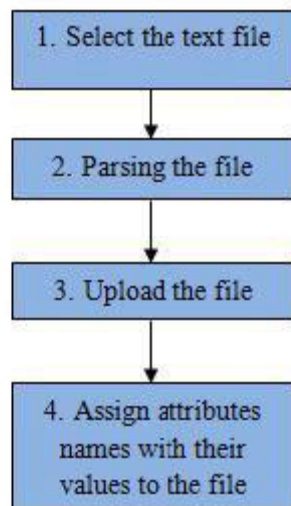 1. Select the text file
2. Parsing the file
3. Upload the file
4. Assign attributes
names with their
values to the file